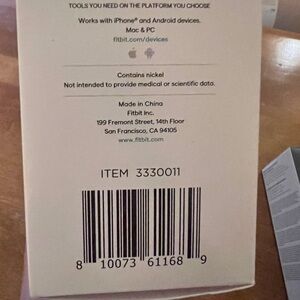 TOOLS YOU NEED ON THE PLATFORM YOU CHOOSE
Works with iPhone® and Android devices.
Mac & PC
fitbit.com/devices
Contains nickel
Not intended to provide medical or scientific data.
Made in China
Fitbit Inc.
199 Fremont Street, 14th Floor
San Francisco, CA 94105
www.fitbit.com
ITEM 3330011
8 10073 61168 9